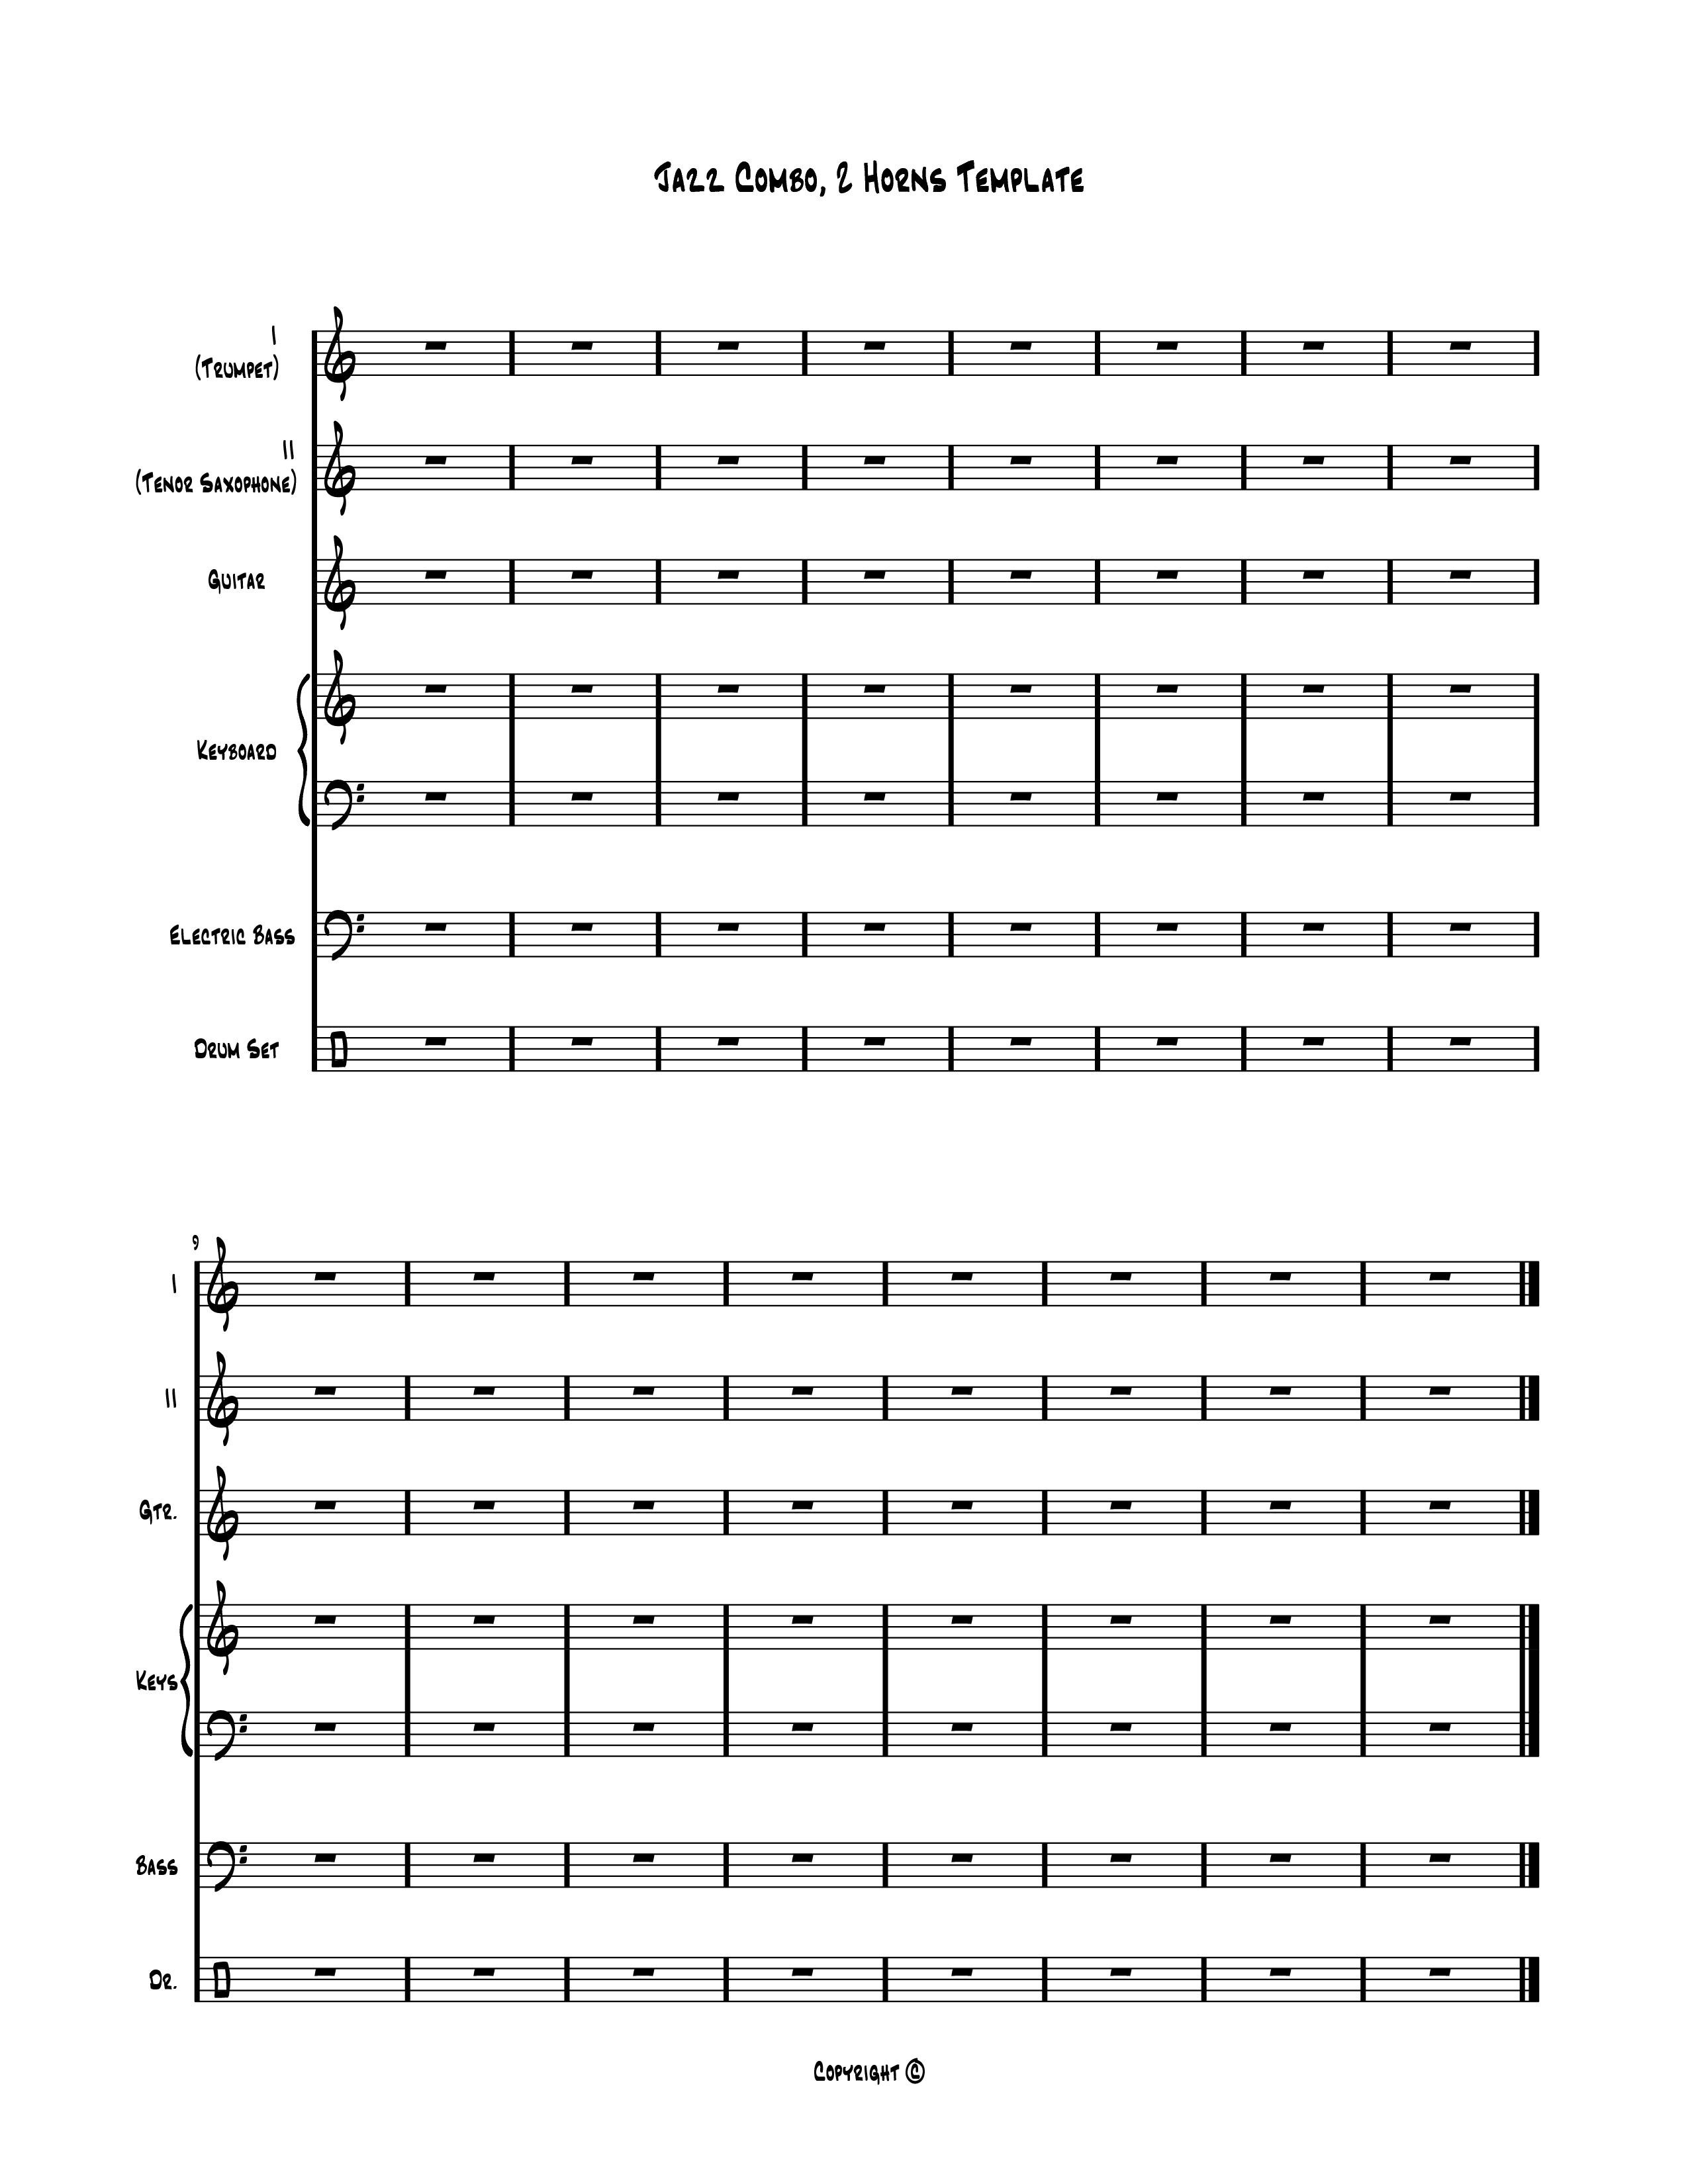 Jazz Combo, 2 Horns Template
I
(Trumpet)
II
(Tenor Saxophone)
Guitar
Keyboard
Electric Bass
Drum Set
9
I
II
Gtr.
Keys
Bass
Dr.
Copyright ©